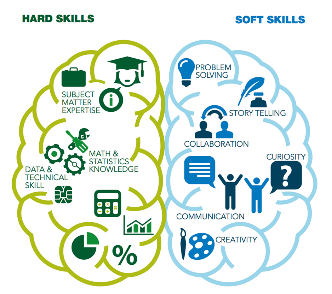 HARD SKILLS
SOFT SKILLS
SUBJECT
MATTER
EXPERTISE
i
MATH &
STATISTICS
KNOWLEDGE
DATA &
TECHNICAL
SKILL
%
PROBLEM
SOLVING
STORY TELLING
COLLABORATION
CURIOSITY
?
COMMUNICATION
CREATIVITY